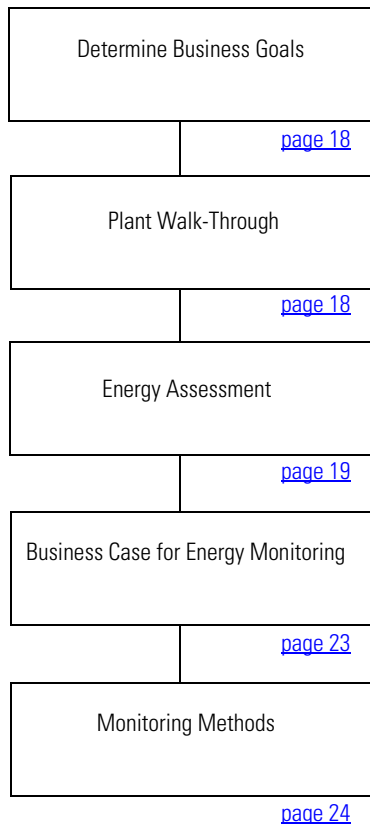 Determine Business Goals
page 18
Plant Walk-Through
page 18
Energy Assessment
page 19
Business Case for Energy Monitoring
page 23
Monitoring Methods
page 24